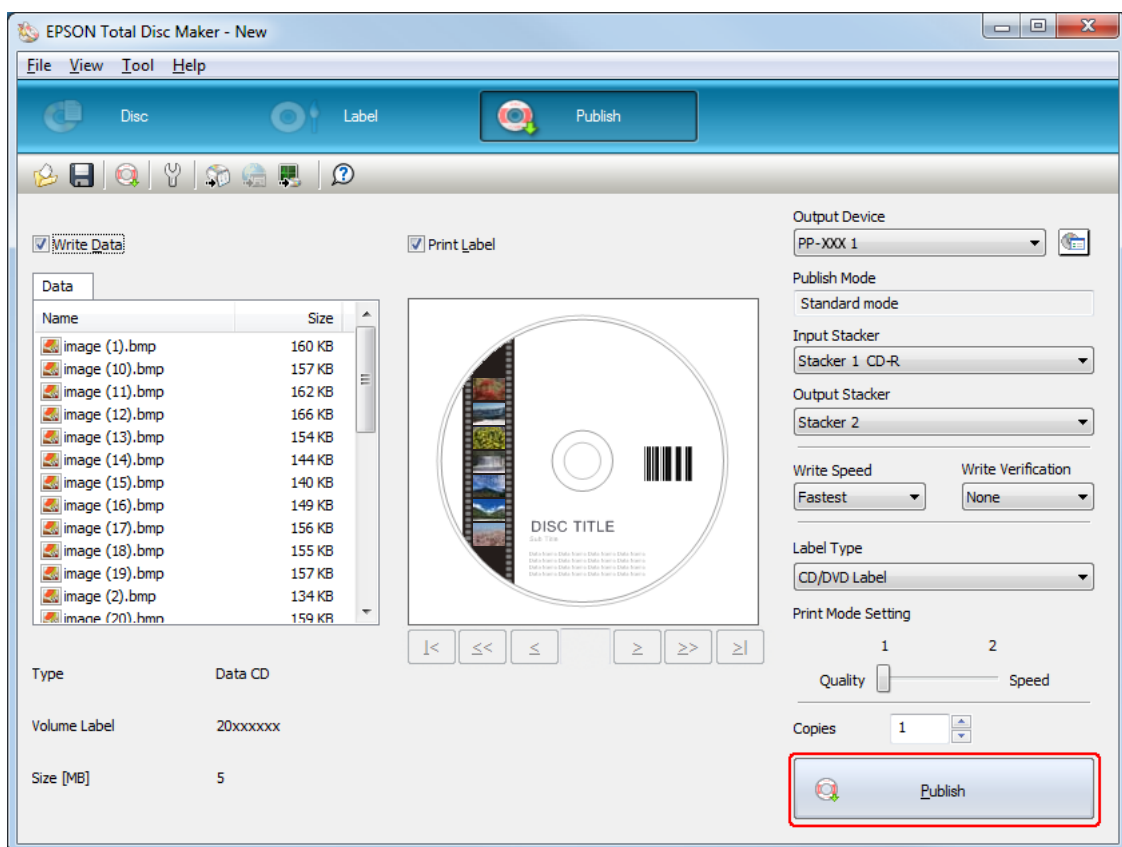 EPSON Total Disc Maker - New
File View Tool Help
Disc
Label
Publish
Write Data
Print Label
Data
Name Size
image (1).bmp 160 KB
image (10).bmp 157 KB
image (11).bmp 162 KB
image (12).bmp 166 KB
image (13).bmp 154 KB
image (14).bmp 144 KB
image (15).bmp 140 KB
image (16).bmp 149 KB
image (17).bmp 156 KB
image (18).bmp 155 KB
image (19).bmp 157 KB
image (2).bmp 134 KB
image (20).bmp 159 KB
Type Data CD
Volume Label 20xxxxxx
Size [MB] 5
DISC TITLE
Sub Title
|< << < > >> >|
Output Device
PP-XXX 1
Publish Mode
Standard mode
Input Stacker
Stacker 1 CD-R
Output Stacker
Stacker 2
Write Speed Write Verification
Fastest None
Label Type
CD/DVD Label
Print Mode Setting
1 2
Quality Speed
Copies 1
Publish